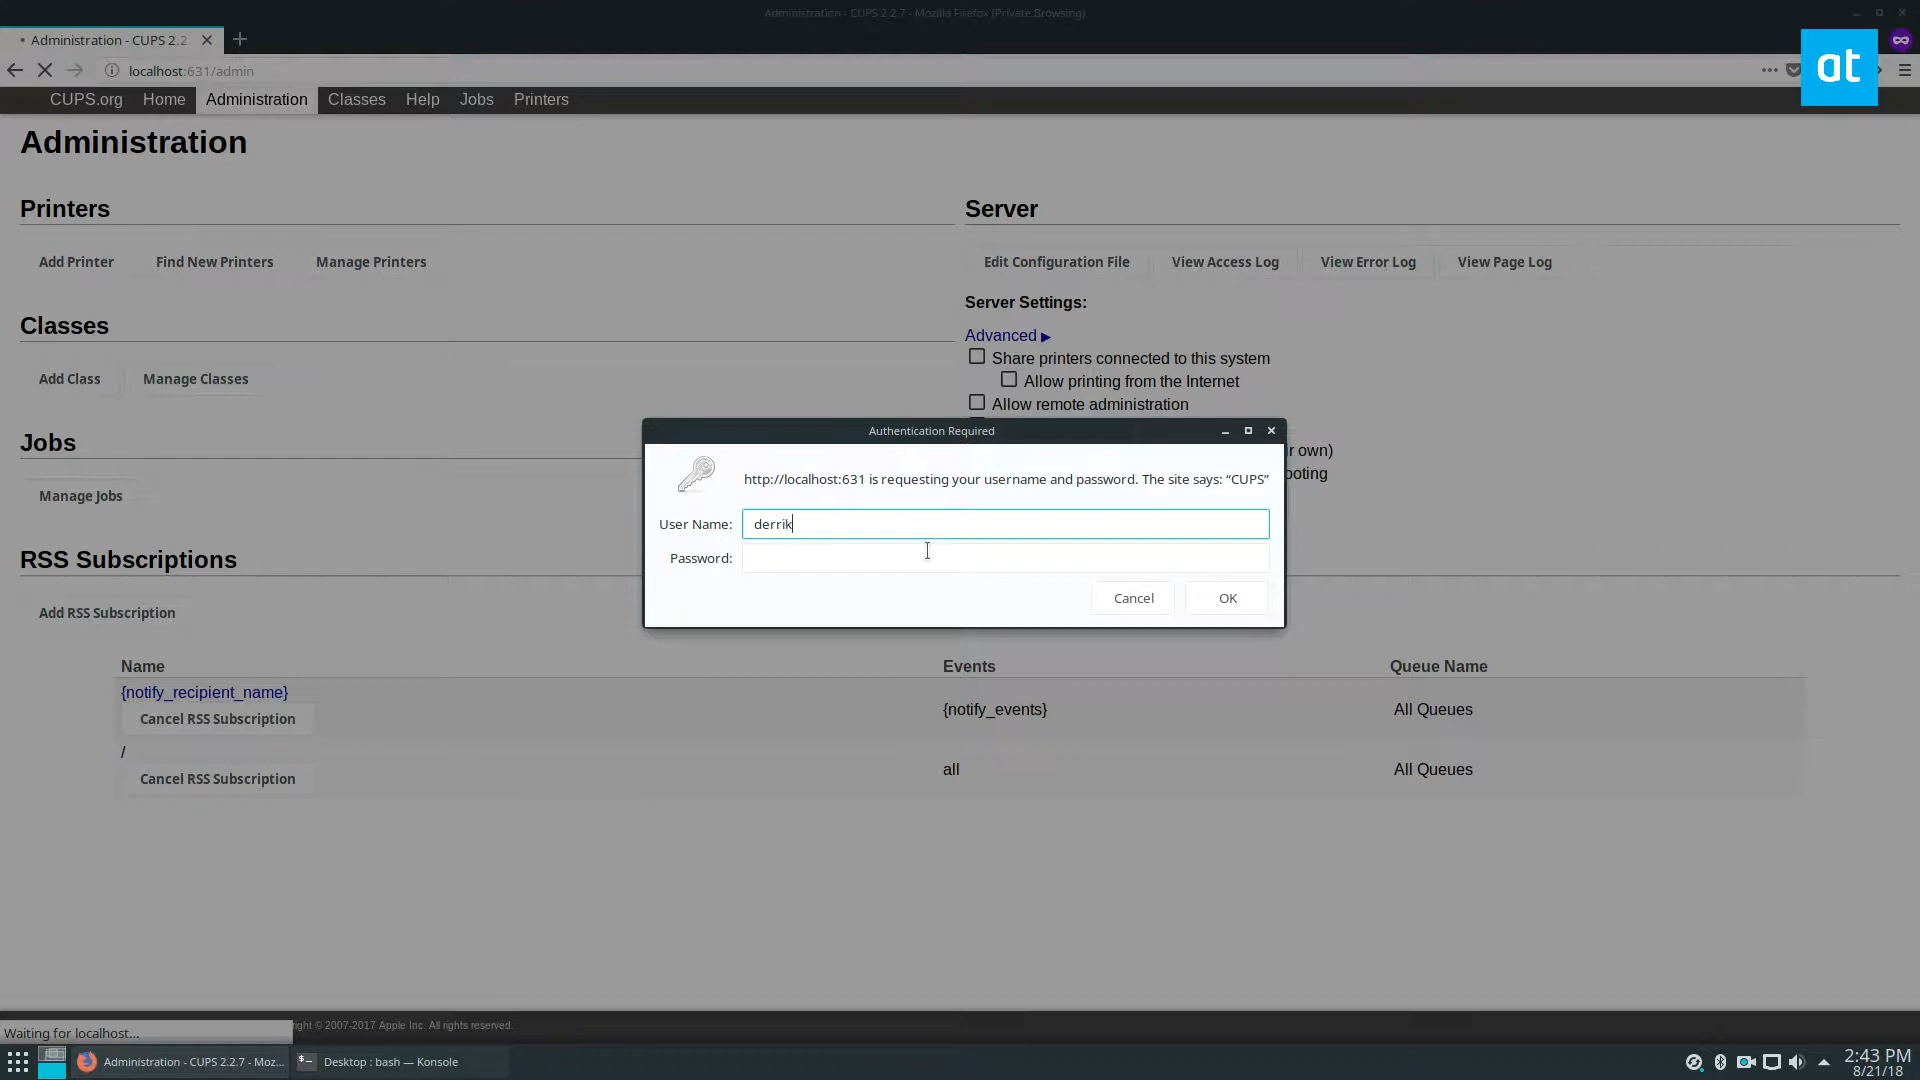 Administration - CUPS 2.2.7 - Mozilla Firefox (Private Browsing)
Administration - CUPS 2.2
at
localhost:631/admin
CUPS.org Home Administration Classes Help Jobs Printers
Administration
Printers
Server
Add Printer Find New Printers Manage Printers
Edit Configuration File View Access Log View Error Log View Page Log
Server Settings:
Classes
Advanced ▶
Share printers connected to this system
Add Class Manage Classes
Allow printing from the Internet
Allow remote administration
Authentication Required
Jobs
r own)
http://localhost:631 is requesting your username and password. The site says: “CUPS”
ooting
Manage Jobs
User Name: derrik
RSS Subscriptions
Password:
Cancel OK
Add RSS Subscription
Name Events Queue Name
{notify_recipient_name}
Cancel RSS Subscription
{notify_events} All Queues
/
Cancel RSS Subscription
all All Queues
right © 2007-2017 Apple Inc. All rights reserved.
Waiting for localhost...
Administration - CUPS 2.2.7 - Moz... Desktop : bash — Konsole
2:43 PM
8/21/18